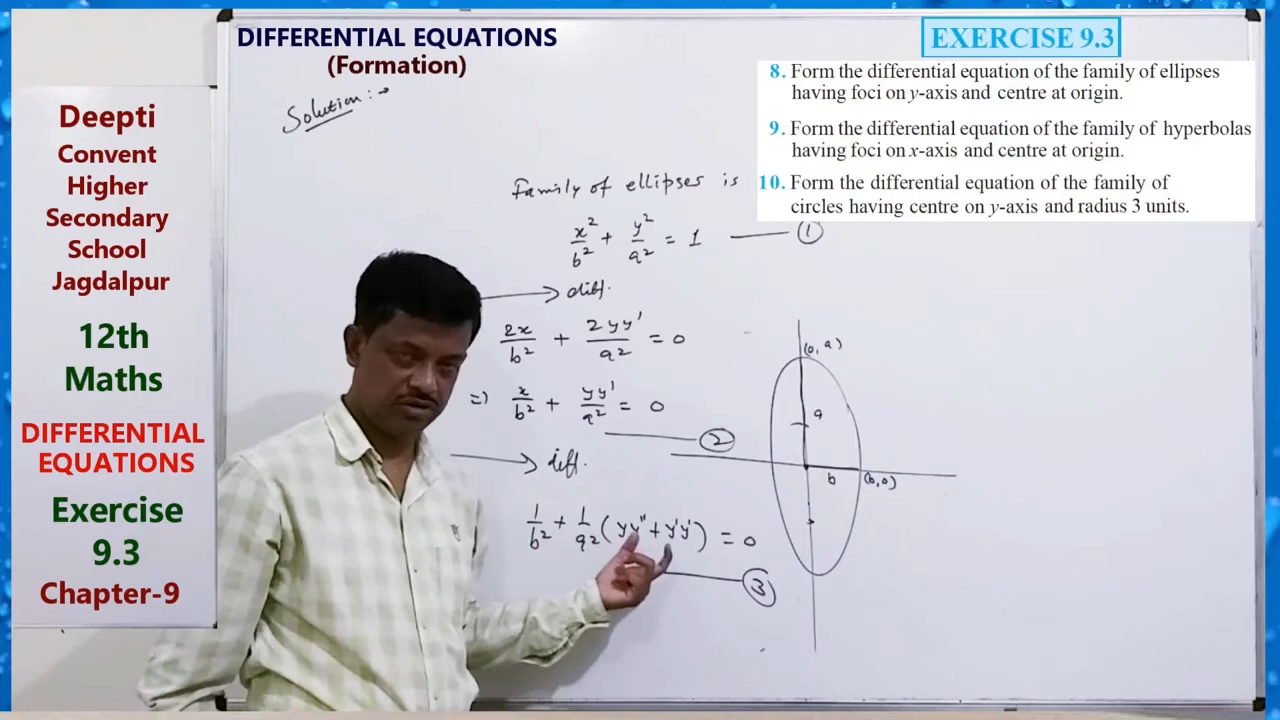 DIFFERENTIAL EQUATIONS
(Formation)
EXERCISE 9.3
8. Form the differential equation of the family of ellipses
having foci on y-axis and centre at origin.
9. Form the differential equation of the family of hyperbolas
having foci on x-axis and centre at origin.
10. Form the differential equation of the family of
circles having centre on y-axis and radius 3 units.
Deepti
Convent
Higher
Secondary
School
Jagdalpur
12th
Maths
DIFFERENTIAL
EQUATIONS
Exercise
9.3
Chapter-9
Solution :→
Family of ellipses is
x²/b² + y²/a² = 1 —— ①
——> diff.
2x/b² + 2yy'/a² = 0
=) x/b² + yy'/a² = 0
—— ②
——> diff.
1/b² + 1/a² (yy" + y'y') = 0
—— ③
(0, a)
a
b
(b, 0)